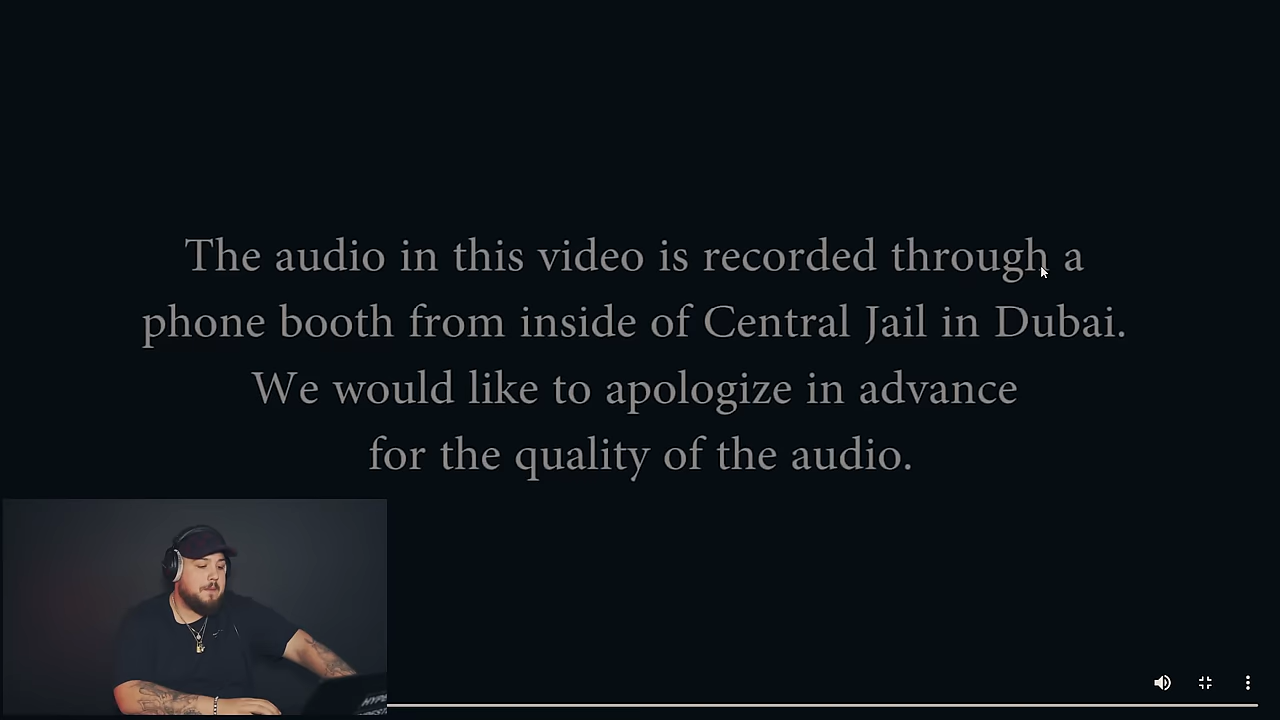 The audio in this video is recorded through a
phone booth from inside of Central Jail in Dubai.
We would like to apologize in advance
for the quality of the audio.